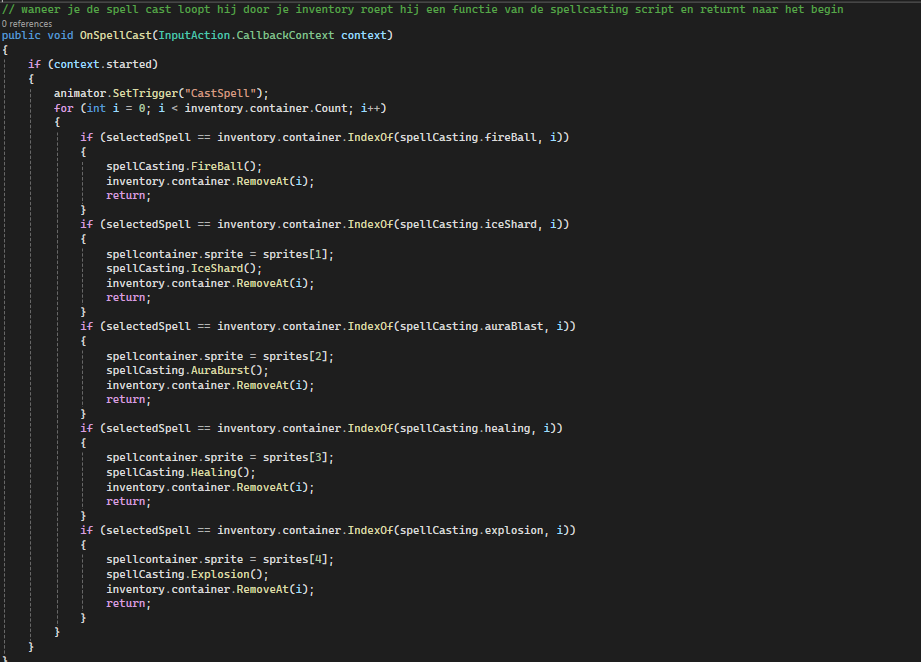 // waneer je de spell cast loopt hij door je inventory roept hij een functie van de spellcasting script en returnt naar het begin
0 references
public void OnSpellCast(InputAction.CallbackContext context)
{
    if (context.started)
    {
        animator.SetTrigger("CastSpell");
        for (int i = 0; i < inventory.container.Count; i++)
        {
            if (selectedSpell == inventory.container.IndexOf(spellCasting.fireBall, i))
            {
                spellCasting.FireBall();
                inventory.container.RemoveAt(i);
                return;
            }
            if (selectedSpell == inventory.container.IndexOf(spellCasting.iceShard, i))
            {
                spellcontainer.sprite = sprites[1];
                spellCasting.IceShard();
                inventory.container.RemoveAt(i);
                return;
            }
            if (selectedSpell == inventory.container.IndexOf(spellCasting.auraBlast, i))
            {
                spellcontainer.sprite = sprites[2];
                spellCasting.AuraBurst();
                inventory.container.RemoveAt(i);
                return;
            }
            if (selectedSpell == inventory.container.IndexOf(spellCasting.healing, i))
            {
                spellcontainer.sprite = sprites[3];
                spellCasting.Healing();
                inventory.container.RemoveAt(i);
                return;
            }
            if (selectedSpell == inventory.container.IndexOf(spellCasting.explosion, i))
            {
                spellcontainer.sprite = sprites[4];
                spellCasting.Explosion();
                inventory.container.RemoveAt(i);
                return;
            }
        }
    }
}